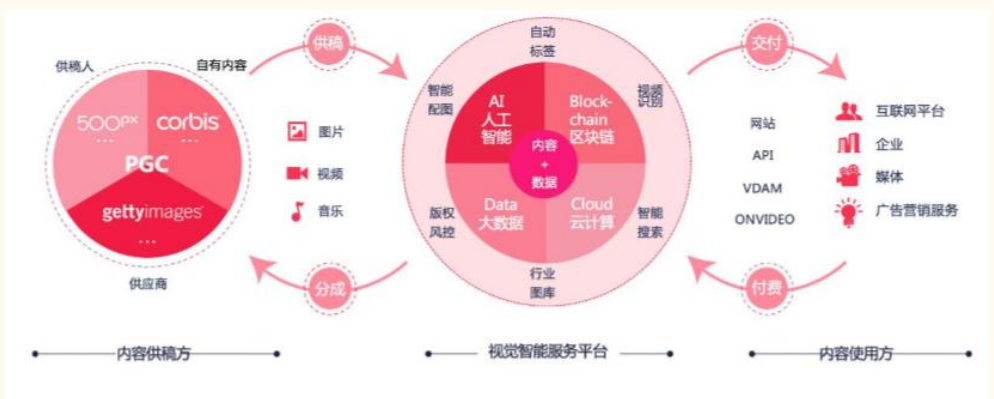 供稿
自动
标签
交付
供稿人
自有内容
500px
...
corbis
...
PGC
gettyimages®
...
供应商
图片
视频
音乐
智能
配图
视频
识别
AI
人工
智能
Block-
chain
区块链
内容
+
数据
Data
大数据
Cloud
云计算
版权
风控
智能
搜索
行业
图库
网站
API
VDAM
ONVIDEO
互联网平台
企业
媒体
广告营销服务
分成
付费
内容供稿方
视觉智能服务平台
内容使用方